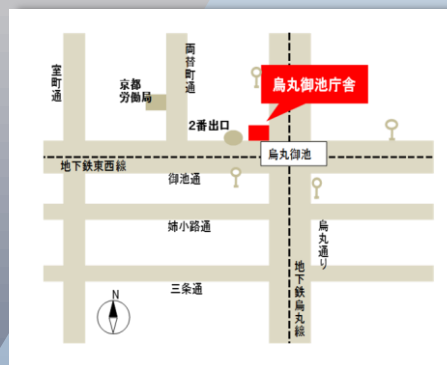 室町通
両替町通
京都
労働局
烏丸御池庁舎
2番出口
烏丸御池
地下鉄東西線
御池通
姉小路通
烏丸通り
三条通
地下鉄烏丸線
N